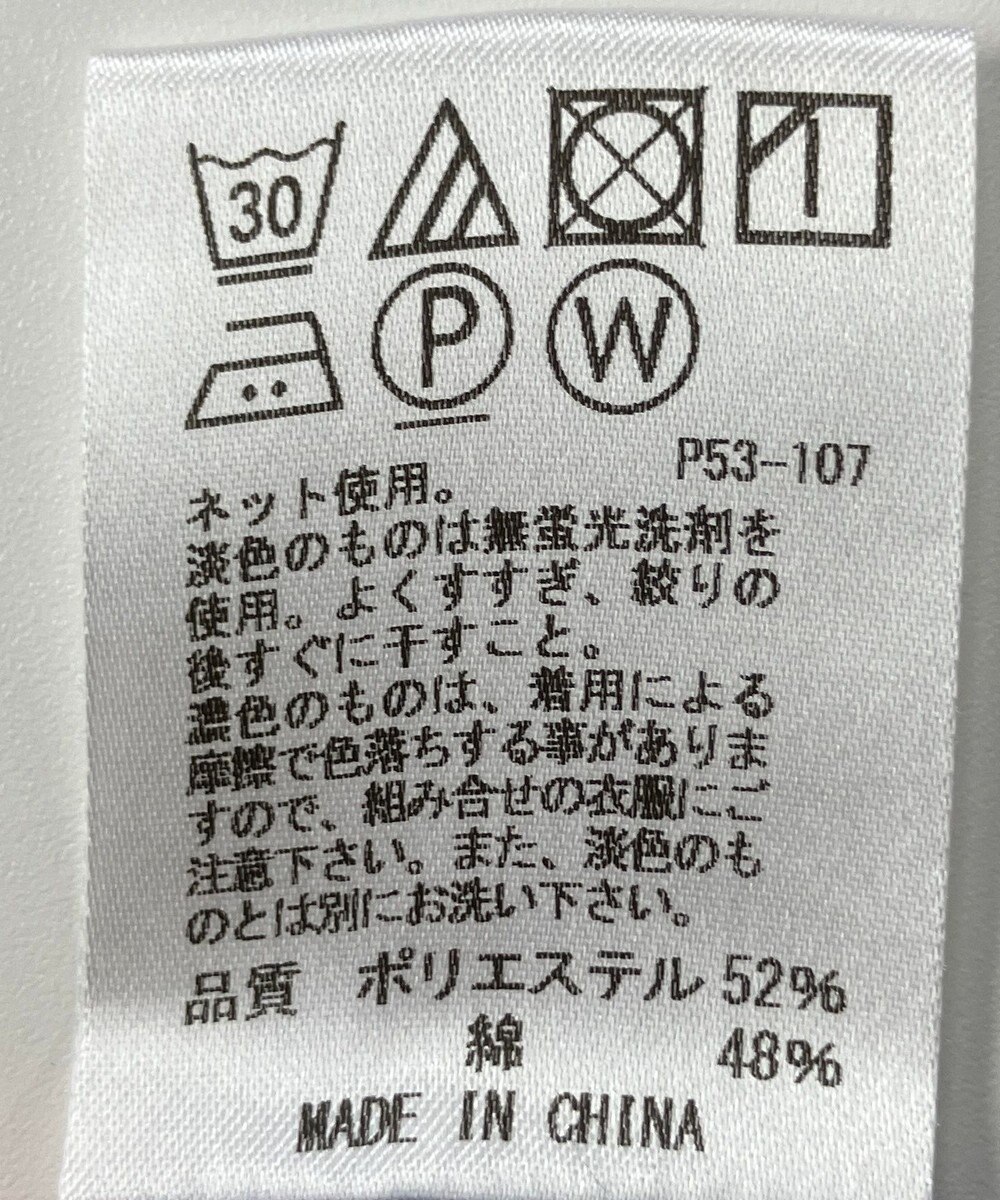 30
P W
P53-107
ネット使用。
淡色のものは無蛍光洗剤を
使用。よくすすぎ、絞りの
後すぐに干すこと。
濃色のものは、着用による
摩擦で色落ちする事がありま
すので、組み合せの衣服にご
注意下さい。また、淡色のも
のとは別にお洗い下さい。
品質 ポリエステル 52%
綿 48%
MADE IN CHINA